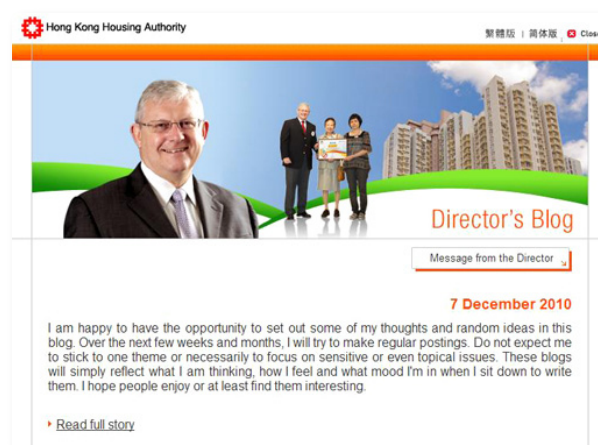 Hong Kong Housing Authority
繁體版 | 简体版 Close
Director's Blog
Message from the Director
7 December 2010
I am happy to have the opportunity to set out some of my thoughts and random ideas in this
blog. Over the next few weeks and months, I will try to make regular postings. Do not expect me
to stick to one theme or necessarily to focus on sensitive or even topical issues. These blogs
will simply reflect what I am thinking, how I feel and what mood I'm in when I sit down to write
them. I hope people enjoy or at least find them interesting.
Read full story